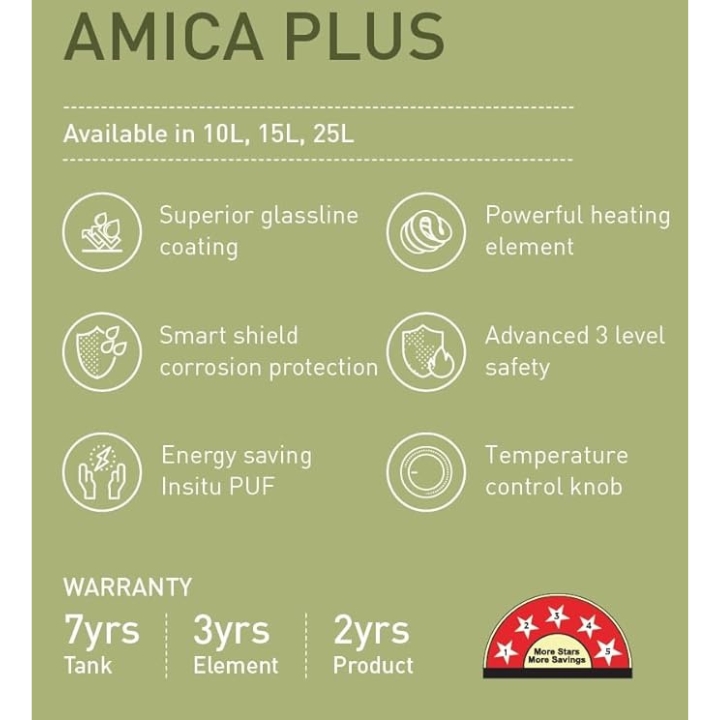 AMICA PLUS
Available in 10L, 15L, 25L
Superior glassline
coating
Powerful heating
element
Smart shield
corrosion protection
Advanced 3 level
safety
Energy saving
Insitu PUF
Temperature
control knob
WARRANTY
7yrs
Tank
3yrs
Element
2yrs
Product
1 2 3 4 5
More Stars
More Savings